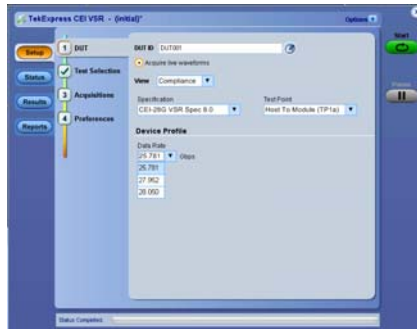 TekExpress CEI VSR - (initial)*
Options
Setup
Status
Results
Reports
1 DUT
Test Selection
3 Acquisitions
4 Preferences
DUT ID DUT001
Acquire live waveforms
View Compliance
Specification
CEI-28G VSR Spec 8.0
Test Point
Host To Module (TP1a)
Device Profile
Data Rate
25.781 Gbps
25.781
27.952
28.050
Start
Pause
Status Completed.